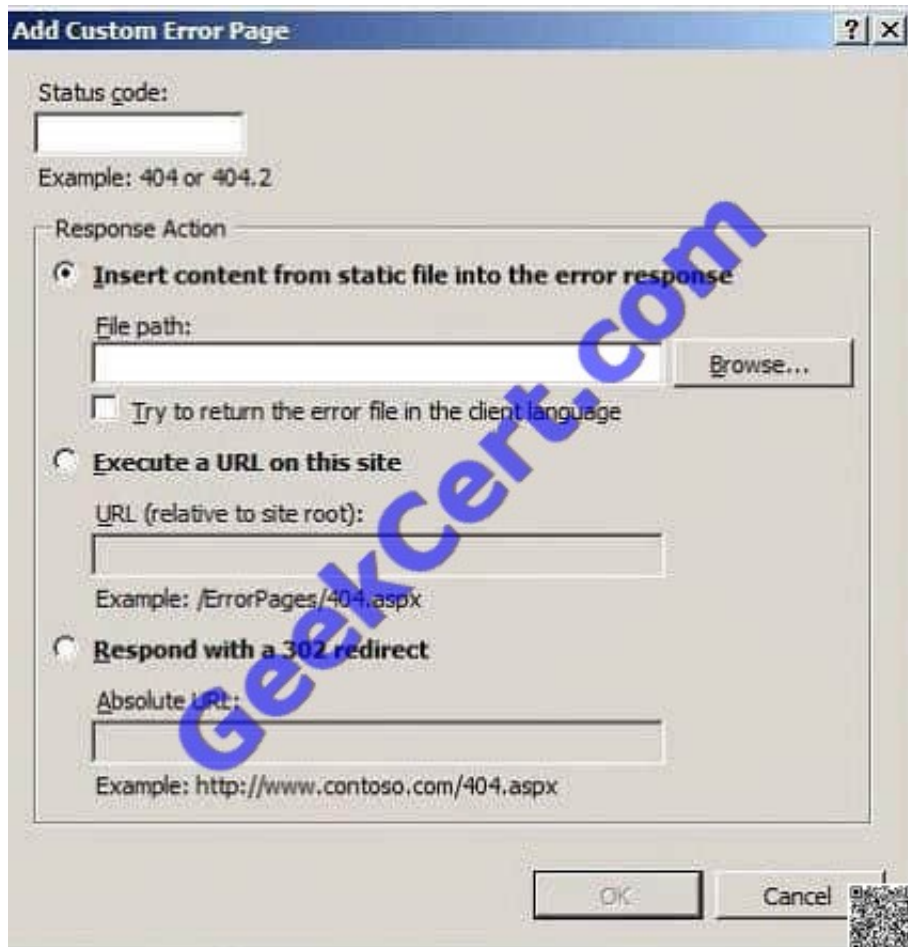 Add Custom Error Page
Status code:
Example: 404 or 404.2
Response Action
Insert content from static file into the error response
File path:
Browse...
Try to return the error file in the client language
Execute a URL on this site
URL (relative to site root):
Example: /ErrorPages/404.aspx
Respond with a 302 redirect
Absolute URL:
Example: http://www.contoso.com/404.aspx
OK
Cancel
GeekCert.com